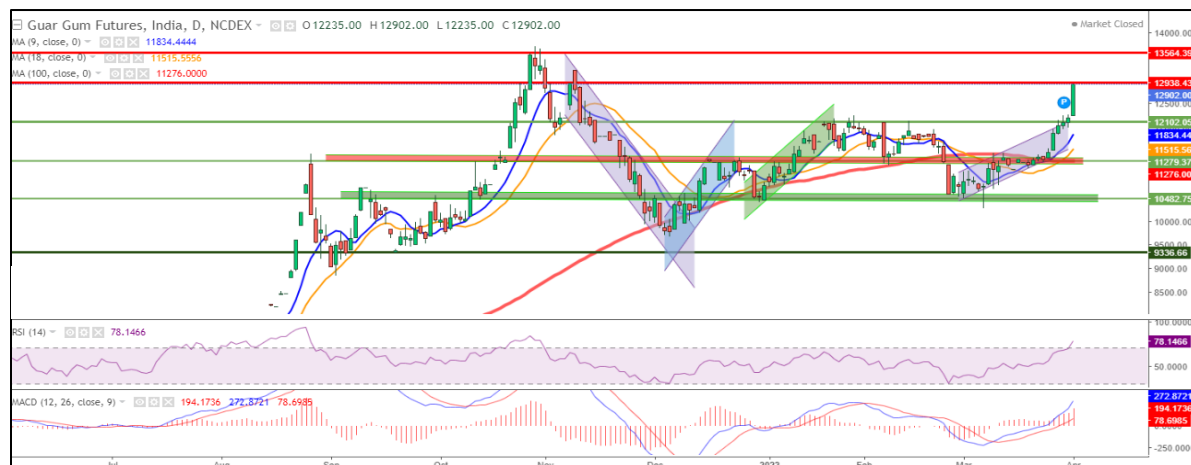 Guar Gum Futures, India, D, NCDEX O12235.00 H12902.00 L12235.00 C12902.00
Market Closed
MA (9, close, 0) 11834.4444
MA (18, close, 0) 11515.5556
MA (100, close, 0) 11276.0000
14000.00
13564.39
12938.43
12902.00
12500.00
12102.05
11834.44
11515.56
11279.37
11276.00
10482.75
10000.00
9500.00
9336.66
9000.00
8500.00
P
RSI (14) 78.1466
100.0000
78.1466
50.0000
MACD (12, 26, close, 9) 194.1736 272.8721 78.6985
272.8721
194.1736
78.6985
-250.0000
Jul Aug Sep Oct Nov Dec 2022 Feb Mar Apr